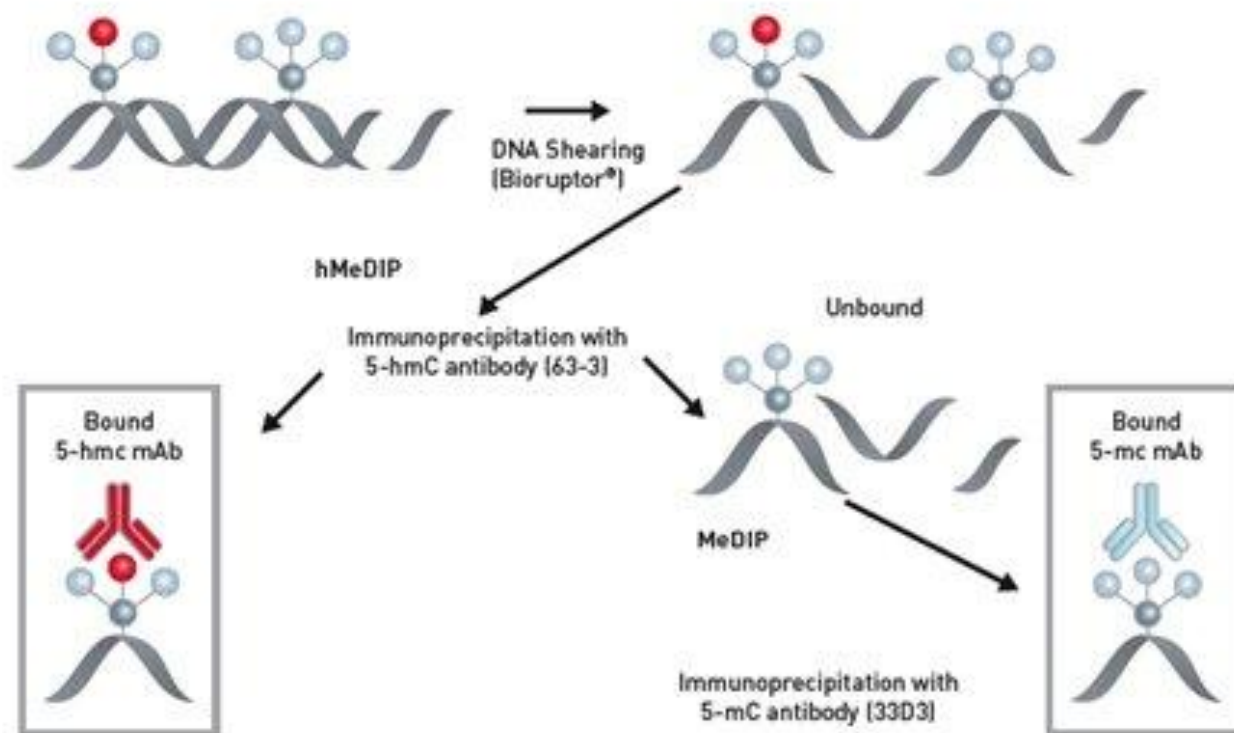 DNA Shearing
(Bioruptor®)
hMeDIP
Immunoprecipitation with
5-hmC antibody (63-3)
Unbound
Bound
5-hmc mAb
MeDIP
Bound
5-mc mAb
Immunoprecipitation with
5-mC antibody (33D3)